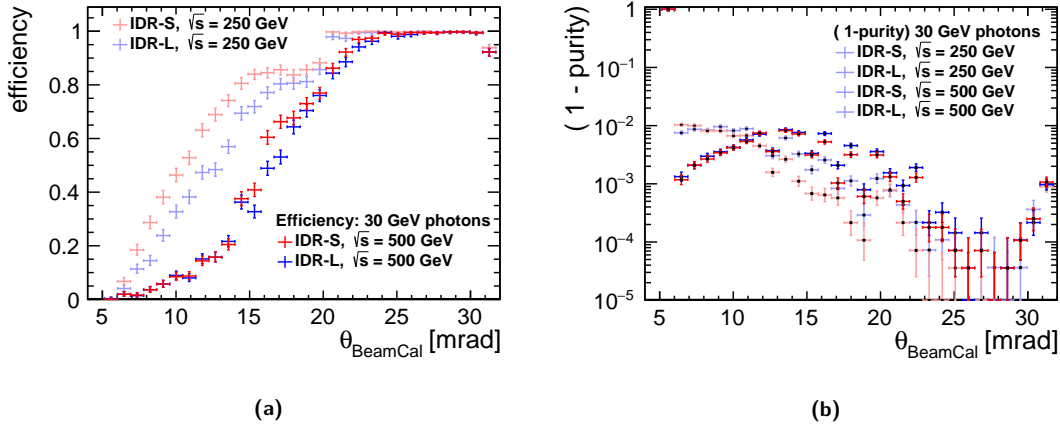 efficiency
1
0.8
0.6
0.4
0.2
0
IDR-S, √s = 250 GeV
IDR-L, √s = 250 GeV
Efficiency: 30 GeV photons
IDR-S, √s = 500 GeV
IDR-L, √s = 500 GeV
5 10 15 20 25 30
θBeamCal [mrad]
(a)
( 1 - purity)
1
10−1
10−2
10−3
10−4
10−5
( 1-purity) 30 GeV photons
IDR-S, √s = 250 GeV
IDR-L, √s = 250 GeV
IDR-S, √s = 500 GeV
IDR-L, √s = 500 GeV
5 10 15 20 25 30
θBeamCal [mrad]
(b)